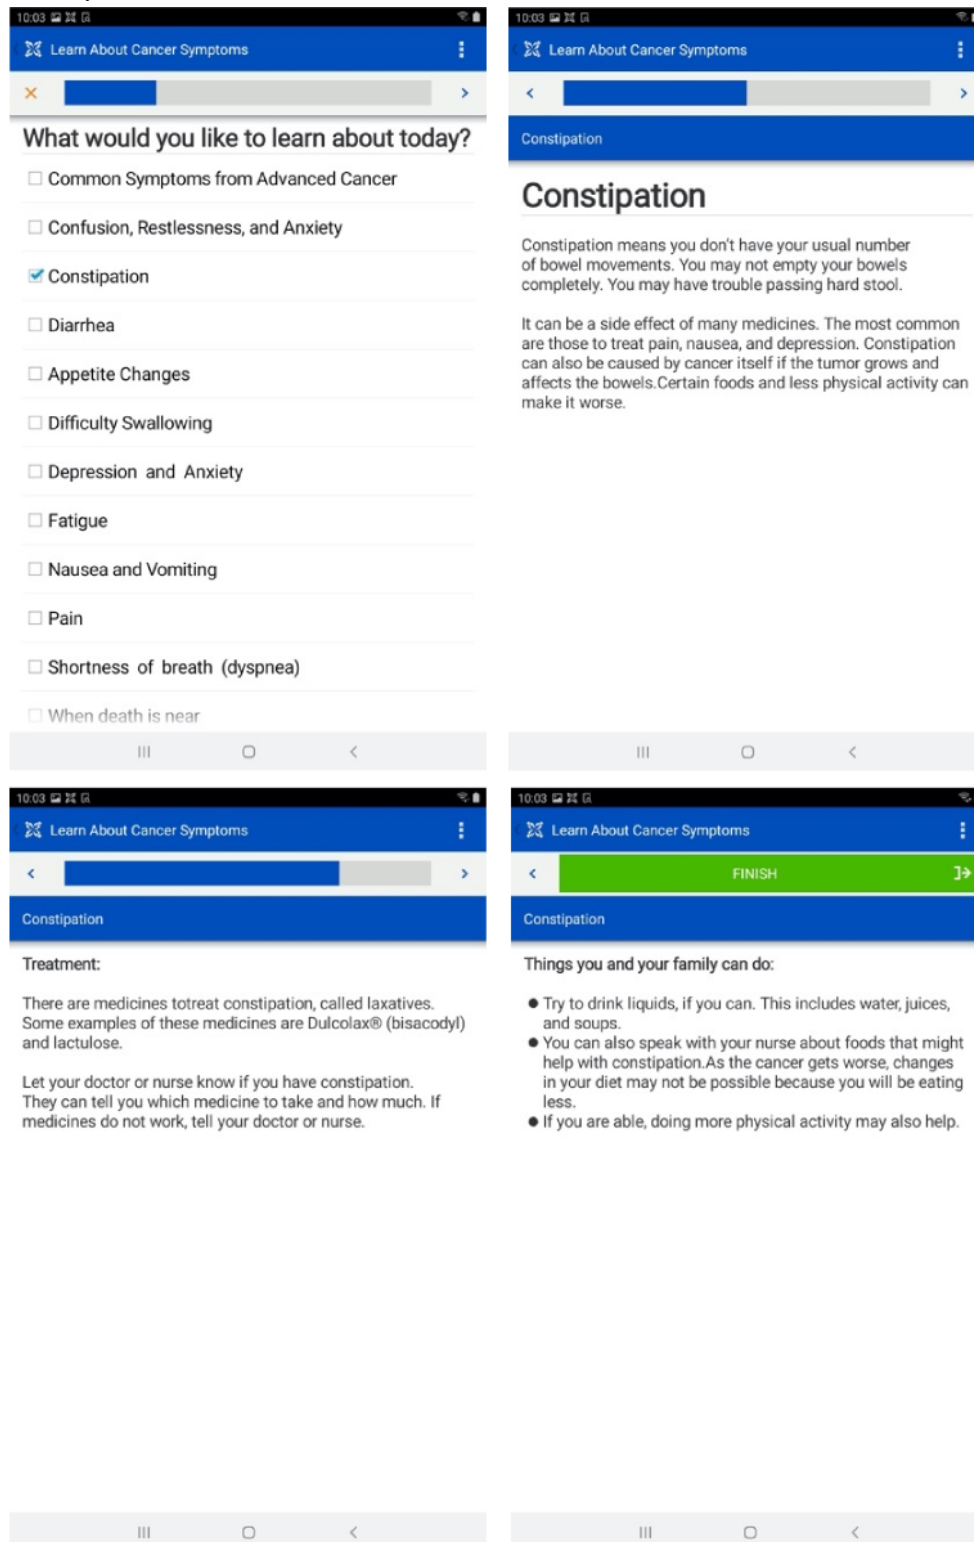 10:03
Learn About Cancer Symptoms
What would you like to learn about today?
Common Symptoms from Advanced Cancer
Confusion, Restlessness, and Anxiety
Constipation
Diarrhea
Appetite Changes
Difficulty Swallowing
Depression and Anxiety
Fatigue
Nausea and Vomiting
Pain
Shortness of breath (dyspnea)
When death is near
10:03
Learn About Cancer Symptoms
Constipation
Constipation
Constipation means you don't have your usual number
of bowel movements. You may not empty your bowels
completely. You may have trouble passing hard stool.
It can be a side effect of many medicines. The most common
are those to treat pain, nausea, and depression. Constipation
can also be caused by cancer itself if the tumor grows and
affects the bowels.Certain foods and less physical activity can
make it worse.
10:03
Learn About Cancer Symptoms
Constipation
Treatment:
There are medicines totreat constipation, called laxatives.
Some examples of these medicines are Dulcolax® (bisacodyl)
and lactulose.
Let your doctor or nurse know if you have constipation.
They can tell you which medicine to take and how much. If
medicines do not work, tell your doctor or nurse.
10:03
Learn About Cancer Symptoms
FINISH
Constipation
Things you and your family can do:
● Try to drink liquids, if you can. This includes water, juices,
and soups.
● You can also speak with your nurse about foods that might
help with constipation.As the cancer gets worse, changes
in your diet may not be possible because you will be eating
less.
● If you are able, doing more physical activity may also help.